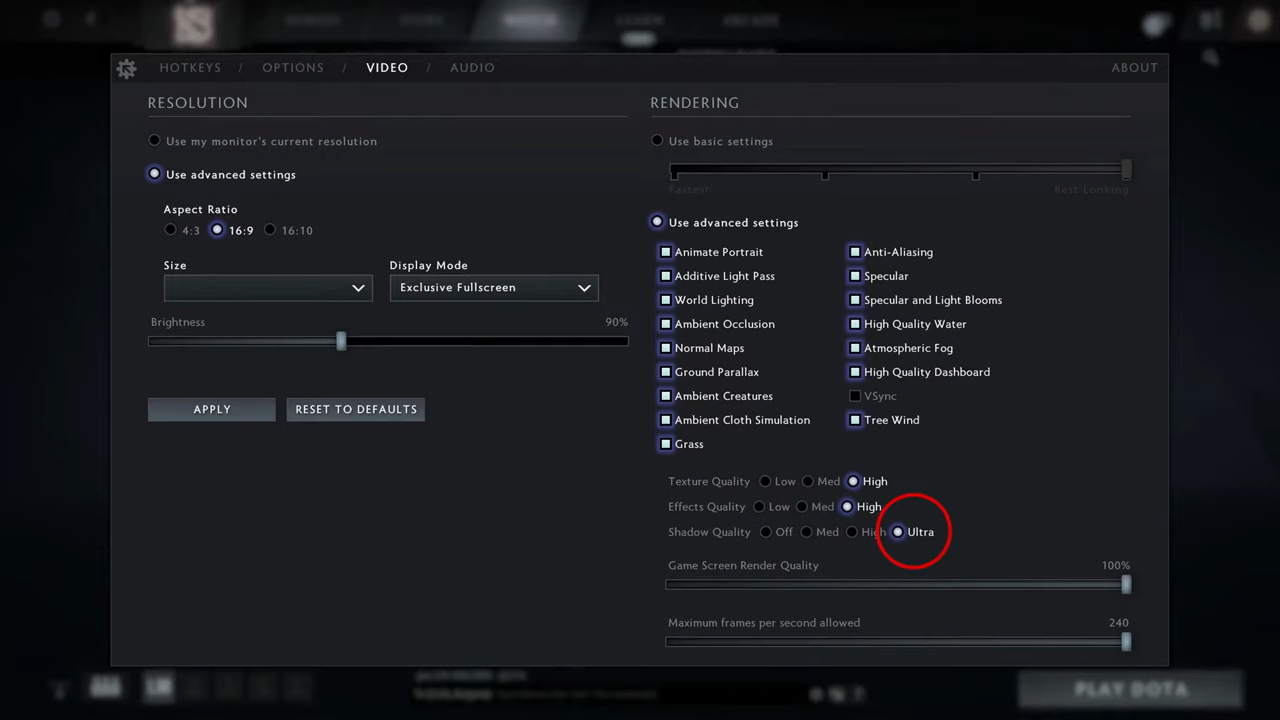 HOTKEYS / OPTIONS / VIDEO / AUDIO ABOUT
RESOLUTION
Use my monitor's current resolution
Use advanced settings
Aspect Ratio
4:3 16:9 16:10
Size Display Mode
Exclusive Fullscreen
Brightness 90%
APPLY RESET TO DEFAULTS
RENDERING
Use basic settings
Fastest Best Looking
Use advanced settings
Animate Portrait Anti-Aliasing
Additive Light Pass Specular
World Lighting Specular and Light Blooms
Ambient Occlusion High Quality Water
Normal Maps Atmospheric Fog
Ground Parallax High Quality Dashboard
Ambient Creatures VSync
Ambient Cloth Simulation Tree Wind
Grass
Texture Quality Low Med High
Effects Quality Low Med High
Shadow Quality Off Med High Ultra
Game Screen Render Quality 100%
Maximum frames per second allowed 240
PLAY DOTA